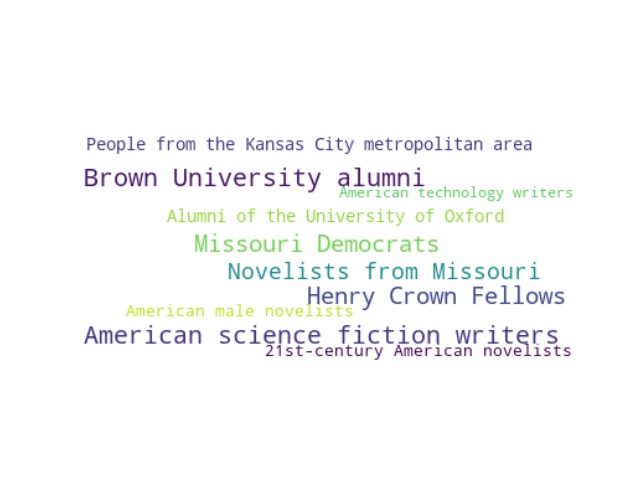 People from the Kansas City metropolitan area
Brown University alumni
American technology writers
Alumni of the University of Oxford
Missouri Democrats
Novelists from Missouri
Henry Crown Fellows
American male novelists
American science fiction writers
21st-century American novelists